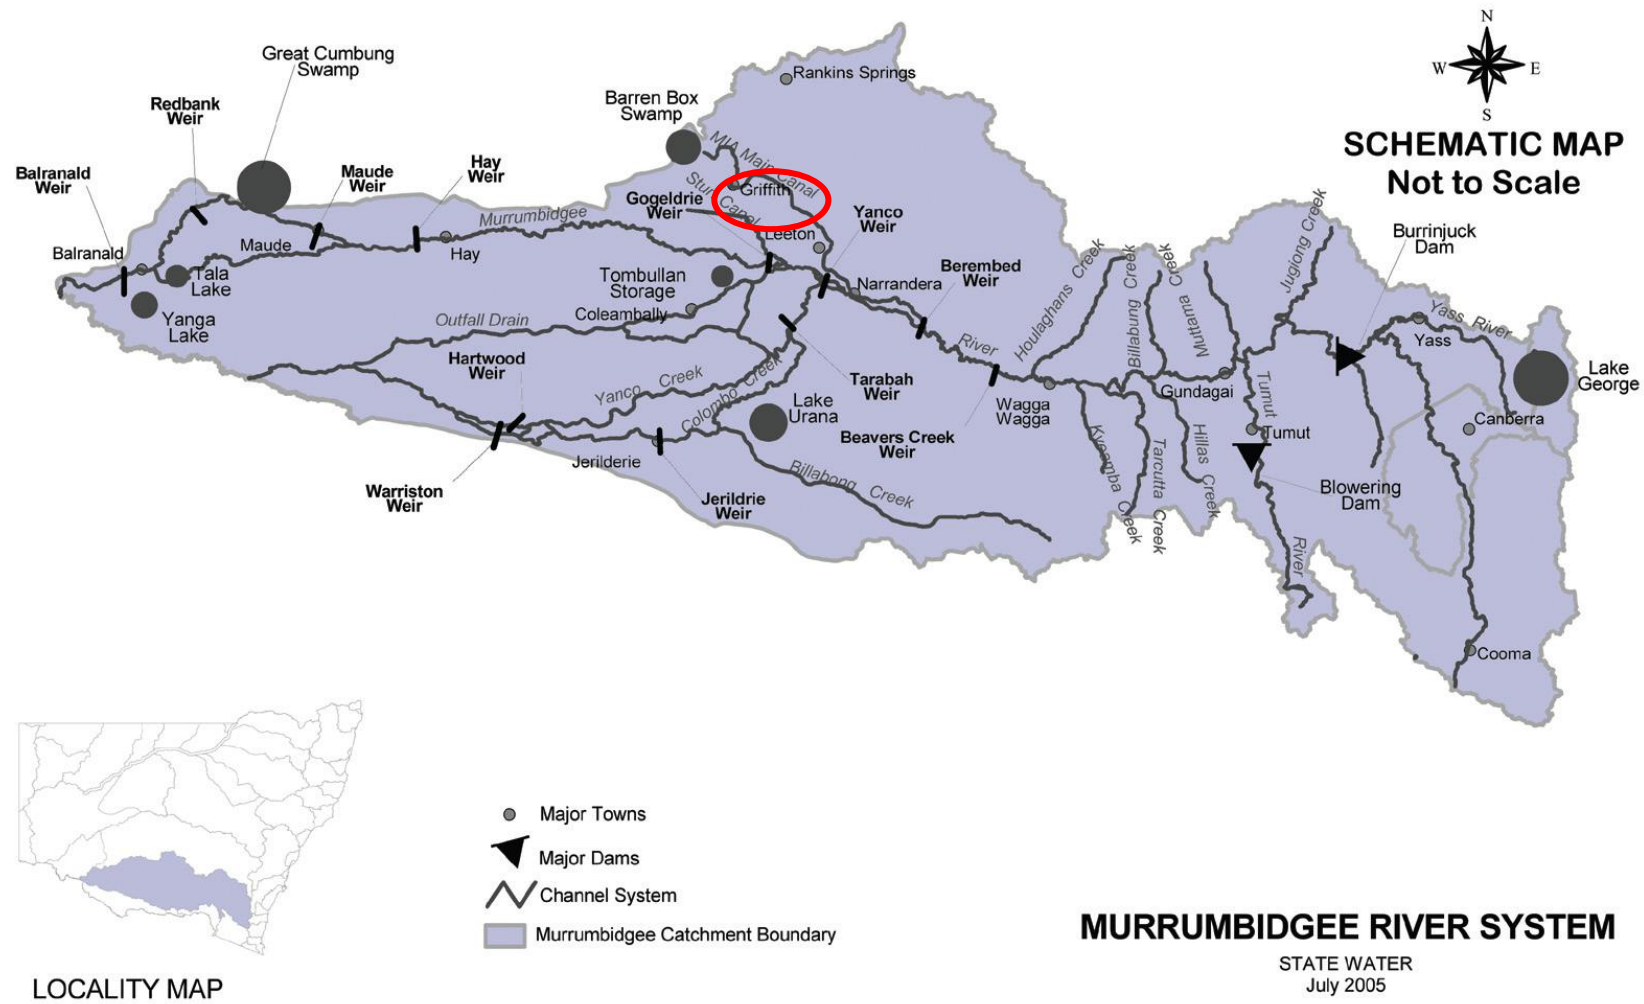 Great Cumbung
Swamp
Rankins Springs
N
W
E
S
SCHEMATIC MAP
Not to Scale
Redbank
Weir
Barren Box
Swamp
MIA Main Canal
Balranald
Weir
Maude
Weir
Hay
Weir
Sturt Canal
Griffith
Gogeldrie
Weir
Yanco
Weir
Jugiong Creek
Burrinjuck
Dam
Murrumbidgee
Leeton
Balranald
Maude
Hay
Tala
Lake
Tombullan
Storage
Narrandera
Berembed
Weir
Houlaghans Creek
Billabung Creek
Muttama Creek
Yass River
Yass
Yanga
Lake
Coleambally
Outfall Drain
River
Lake
George
Hartwood
Weir
Yanco Creek
Colombo Creek
Tarabah
Weir
Lake
Urana
Wagga
Wagga
Gundagai
Tumut
Tumut
Canberra
Beavers Creek
Weir
Kyeamba Creek
Tarcutta Creek
Hillas Creek
Jerilderie
Billabong Creek
Blowering
Dam
Warriston
Weir
Jerildrie
Weir
River
Cooma
Major Towns
Major Dams
Channel System
Murrumbidgee Catchment Boundary
LOCALITY MAP
MURRUMBIDGEE RIVER SYSTEM
STATE WATER
July 2005